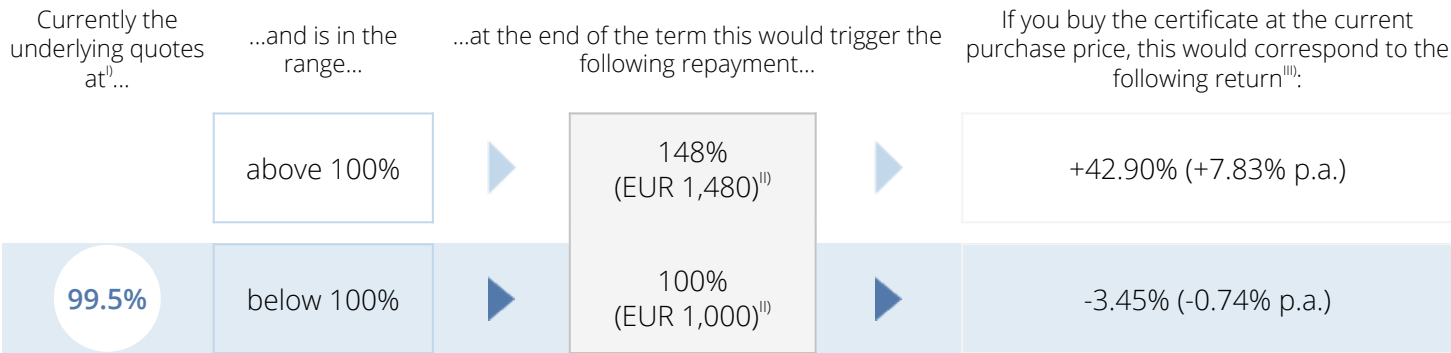 Currently the
underlying quotes
at^I)...
...and is in the
range...
...at the end of the term this would trigger the
following repayment...
If you buy the certificate at the current
purchase price, this would correspond to the
following return^III):
above 100%
148%
(EUR 1,480)^II)
+42.90% (+7.83% p.a.)
99.5%
below 100%
100%
(EUR 1,000)^II)
-3.45% (-0.74% p.a.)